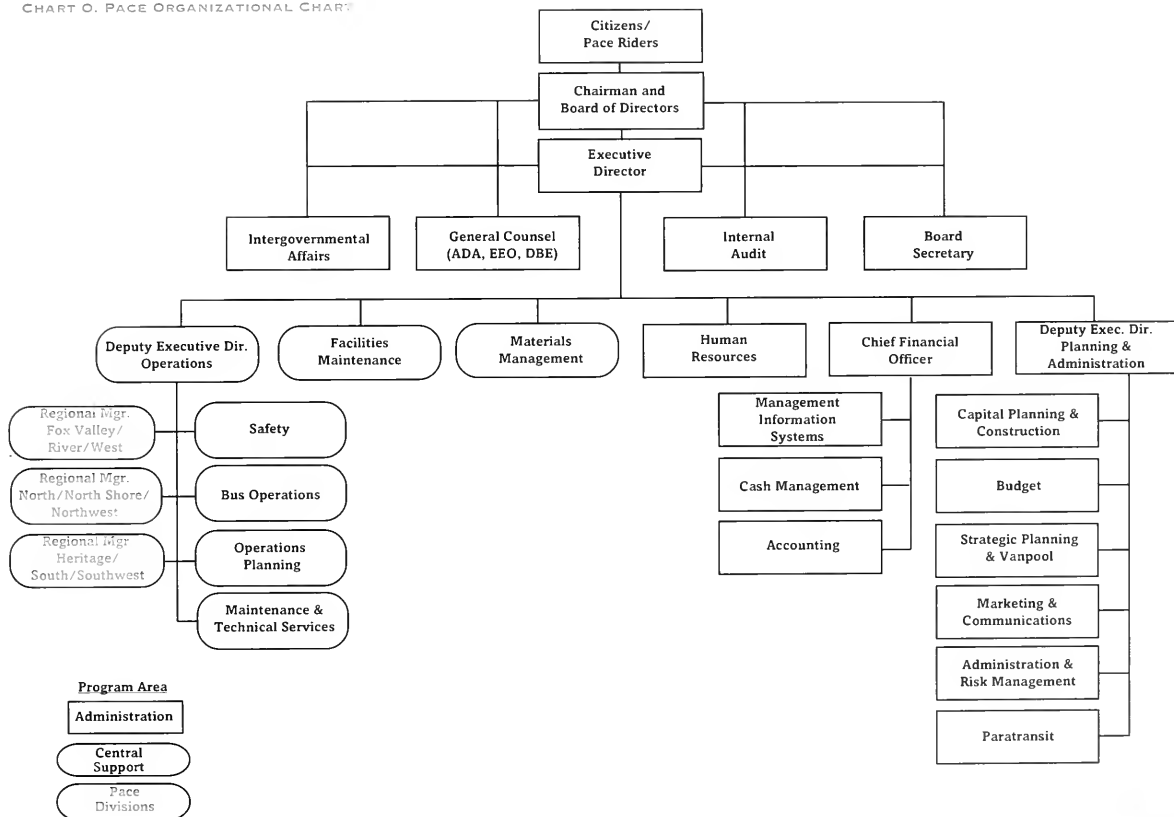 CHART O. PACE ORGANIZATIONAL CHART
Citizens/
Pace Riders
Chairman and
Board of Directors
Executive
Director
Intergovernmental
Affairs
General Counsel
(ADA, EEO, DBE)
Internal
Audit
Board
Secretary
Deputy Executive Dir.
Operations
Facilities
Maintenance
Materials
Management
Human
Resources
Chief Financial
Officer
Deputy Exec. Dir.
Planning &
Administration
Regional Mgr.
Fox Valley/
River/West
Safety
Regional Mgr.
North/North Shore/
Northwest
Bus Operations
Regional Mgr
Heritage/
South/Southwest
Operations
Planning
Maintenance &
Technical Services
Management
Information
Systems
Cash Management
Accounting
Capital Planning &
Construction
Budget
Strategic Planning
& Vanpool
Marketing &
Communications
Administration &
Risk Management
Paratransit
Program Area
Administration
Central
Support
Pace
Divisions